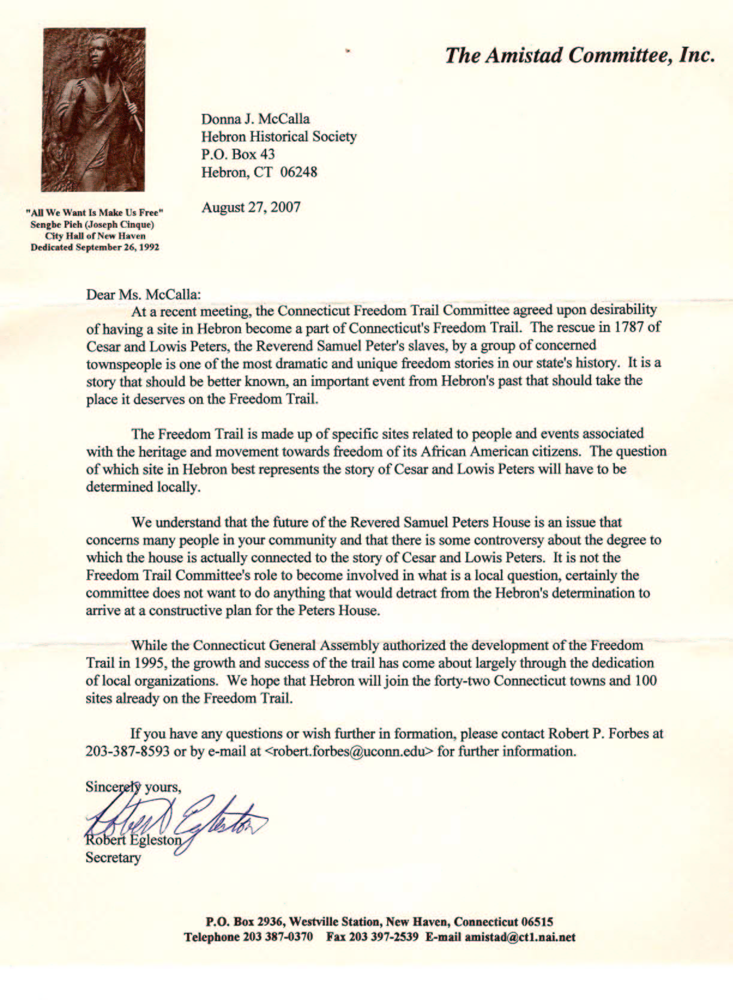 The Amistad Committee, Inc.
Donna J. McCalla
Hebron Historical Society
P.O. Box 43
Hebron, CT 06248
August 27, 2007
"All We Want Is Make Us Free"
Sengbe Pieh (Joseph Cinque)
City Hall of New Haven
Dedicated September 26, 1992
Dear Ms. McCalla:
At a recent meeting, the Connecticut Freedom Trail Committee agreed upon desirability
of having a site in Hebron become a part of Connecticut's Freedom Trail. The rescue in 1787 of
Cesar and Lowis Peters, the Reverend Samuel Peter's slaves, by a group of concerned
townspeople is one of the most dramatic and unique freedom stories in our state's history. It is a
story that should be better known, an important event from Hebron's past that should take the
place it deserves on the Freedom Trail.
The Freedom Trail is made up of specific sites related to people and events associated
with the heritage and movement towards freedom of its African American citizens. The question
of which site in Hebron best represents the story of Cesar and Lowis Peters will have to be
determined locally.
We understand that the future of the Revered Samuel Peters House is an issue that
concerns many people in your community and that there is some controversy about the degree to
which the house is actually connected to the story of Cesar and Lowis Peters. It is not the
Freedom Trail Committee's role to become involved in what is a local question, certainly the
committee does not want to do anything that would detract from the Hebron's determination to
arrive at a constructive plan for the Peters House.
While the Connecticut General Assembly authorized the development of the Freedom
Trail in 1995, the growth and success of the trail has come about largely through the dedication
of local organizations. We hope that Hebron will join the forty-two Connecticut towns and 100
sites already on the Freedom Trail.
If you have any questions or wish further in formation, please contact Robert P. Forbes at
203-387-8593 or by e-mail at <robert.forbes@uconn.edu> for further information.
Sincerely yours,
Robert Egleston
Robert Egleston
Secretary
P.O. Box 2936, Westville Station, New Haven, Connecticut 06515
Telephone 203 387-0370 Fax 203 397-2539 E-mail amistad@ct1.nai.net